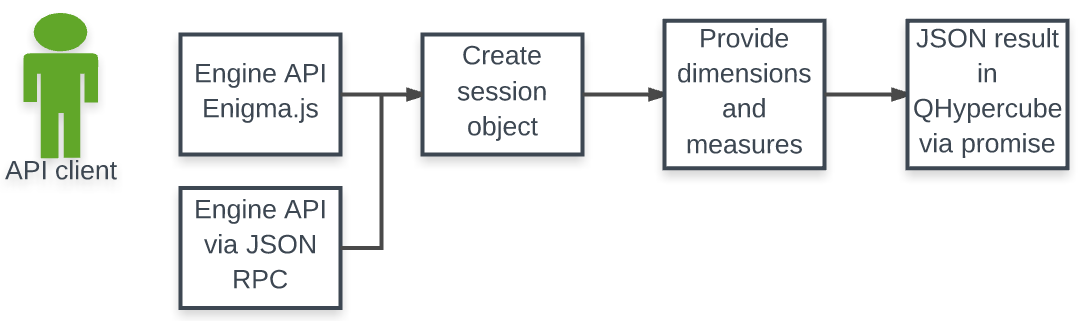 API client
Engine API
Enigma.js
Engine API
via JSON
RPC
Create
session
object
Provide
dimensions
and
measures
JSON result
in
QHypercube
via promise